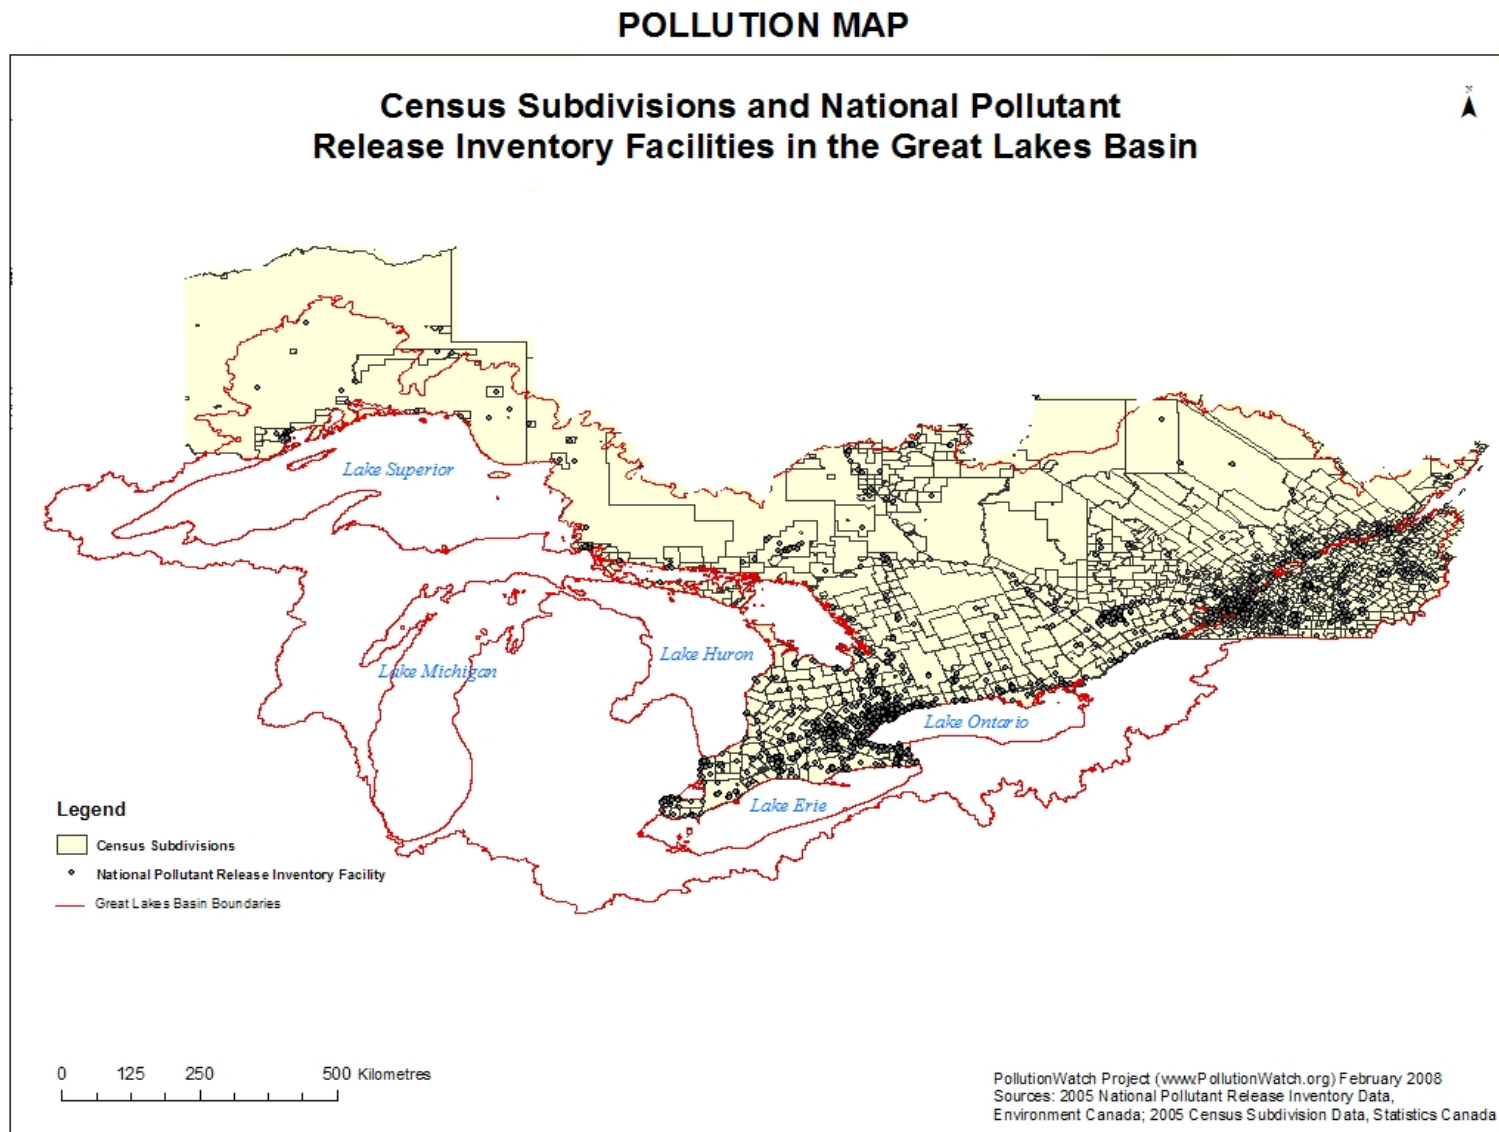 POLLUTION MAP
Census Subdivisions and National Pollutant
Release Inventory Facilities in the Great Lakes Basin
N
Lake Superior
Lake Huron
Lake Michigan
Lake Ontario
Lake Erie
Legend
Census Subdivisions
National Pollutant Release Inventory Facility
Great Lakes Basin Boundaries
0 125 250 500 Kilometres
PollutionWatch Project (www.PollutionWatch.org) February 2008
Sources: 2005 National Pollutant Release Inventory Data,
Environment Canada; 2005 Census Subdivision Data, Statistics Canada